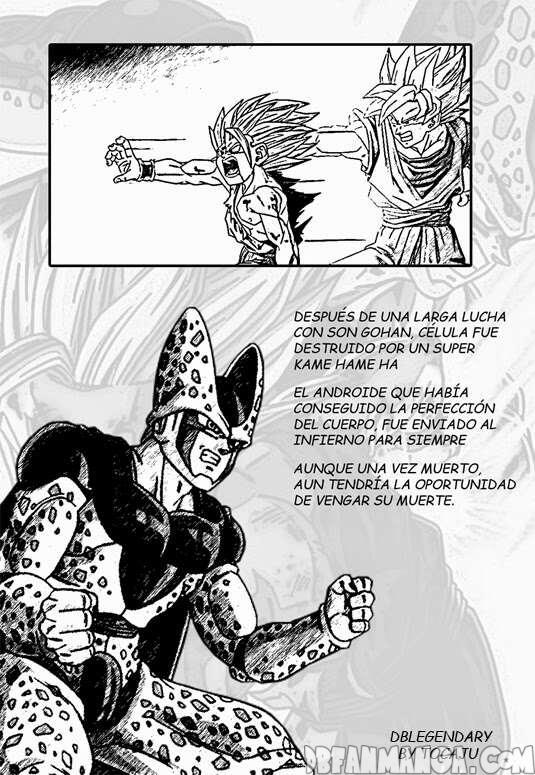 DESPUÉS DE UNA LARGA LUCHA
CON SON GOHAN, CÉLULA FUE
DESTRUIDO POR UN SUPER
KAME HAME HA
EL ANDROIDE QUE HABÍA
CONSEGUIDO LA PERFECCIÓN
DEL CUERPO, FUE ENVIADO AL
INFIERNO PARA SIEMPRE
AUNQUE UNA VEZ MUERTO,
AUN TENDRÍA LA OPORTUNIDAD
DE VENGAR SU MUERTE.
DBLEGENDARY
BY TOCAJU
DBFANMANGA1.COM